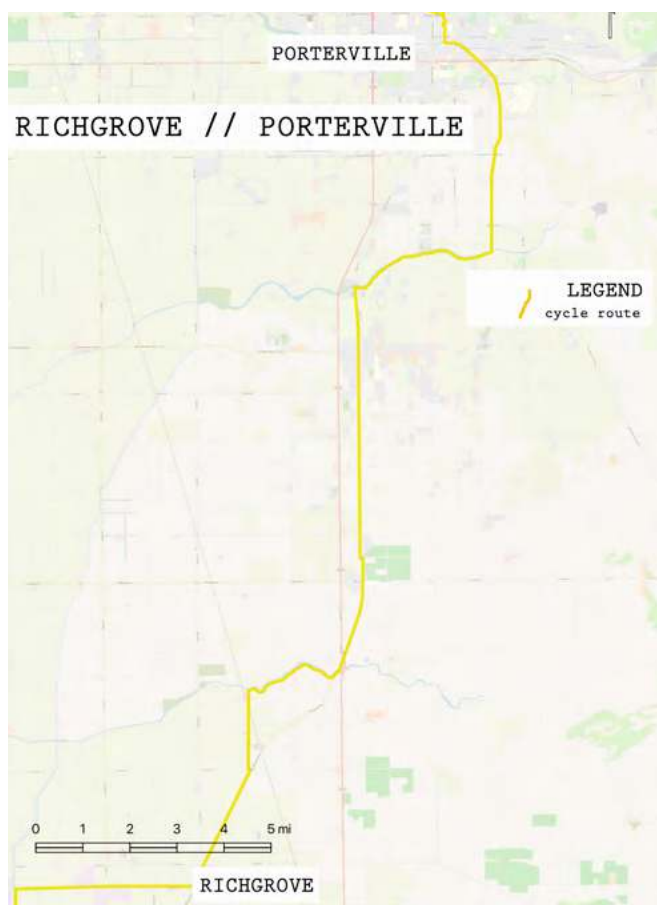 PORTERVILLE
RICHGROVE // PORTERVILLE
LEGEND
cycle route
0 1 2 3 4 5 mi
RICHGROVE